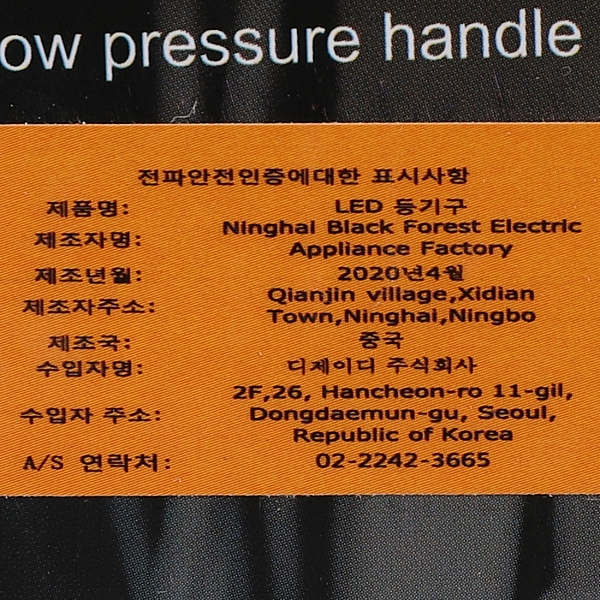 ow pressure handle
전파안전인증에대한 표시사항
제품명: LED 등기구
제조자명: Ninghai Black Forest Electric
Appliance Factory
제조년월: 2020년4월
제조자주소: Qianjin village,Xidian
Town,Ninghai,Ningbo
제조국: 중국
수입자명: 디제이디 주식회사
수입자 주소: 2F,26, Hancheon-ro 11-gil,
Dongdaemun-gu, Seoul,
Republic of Korea
A/S 연락처: 02-2242-3665